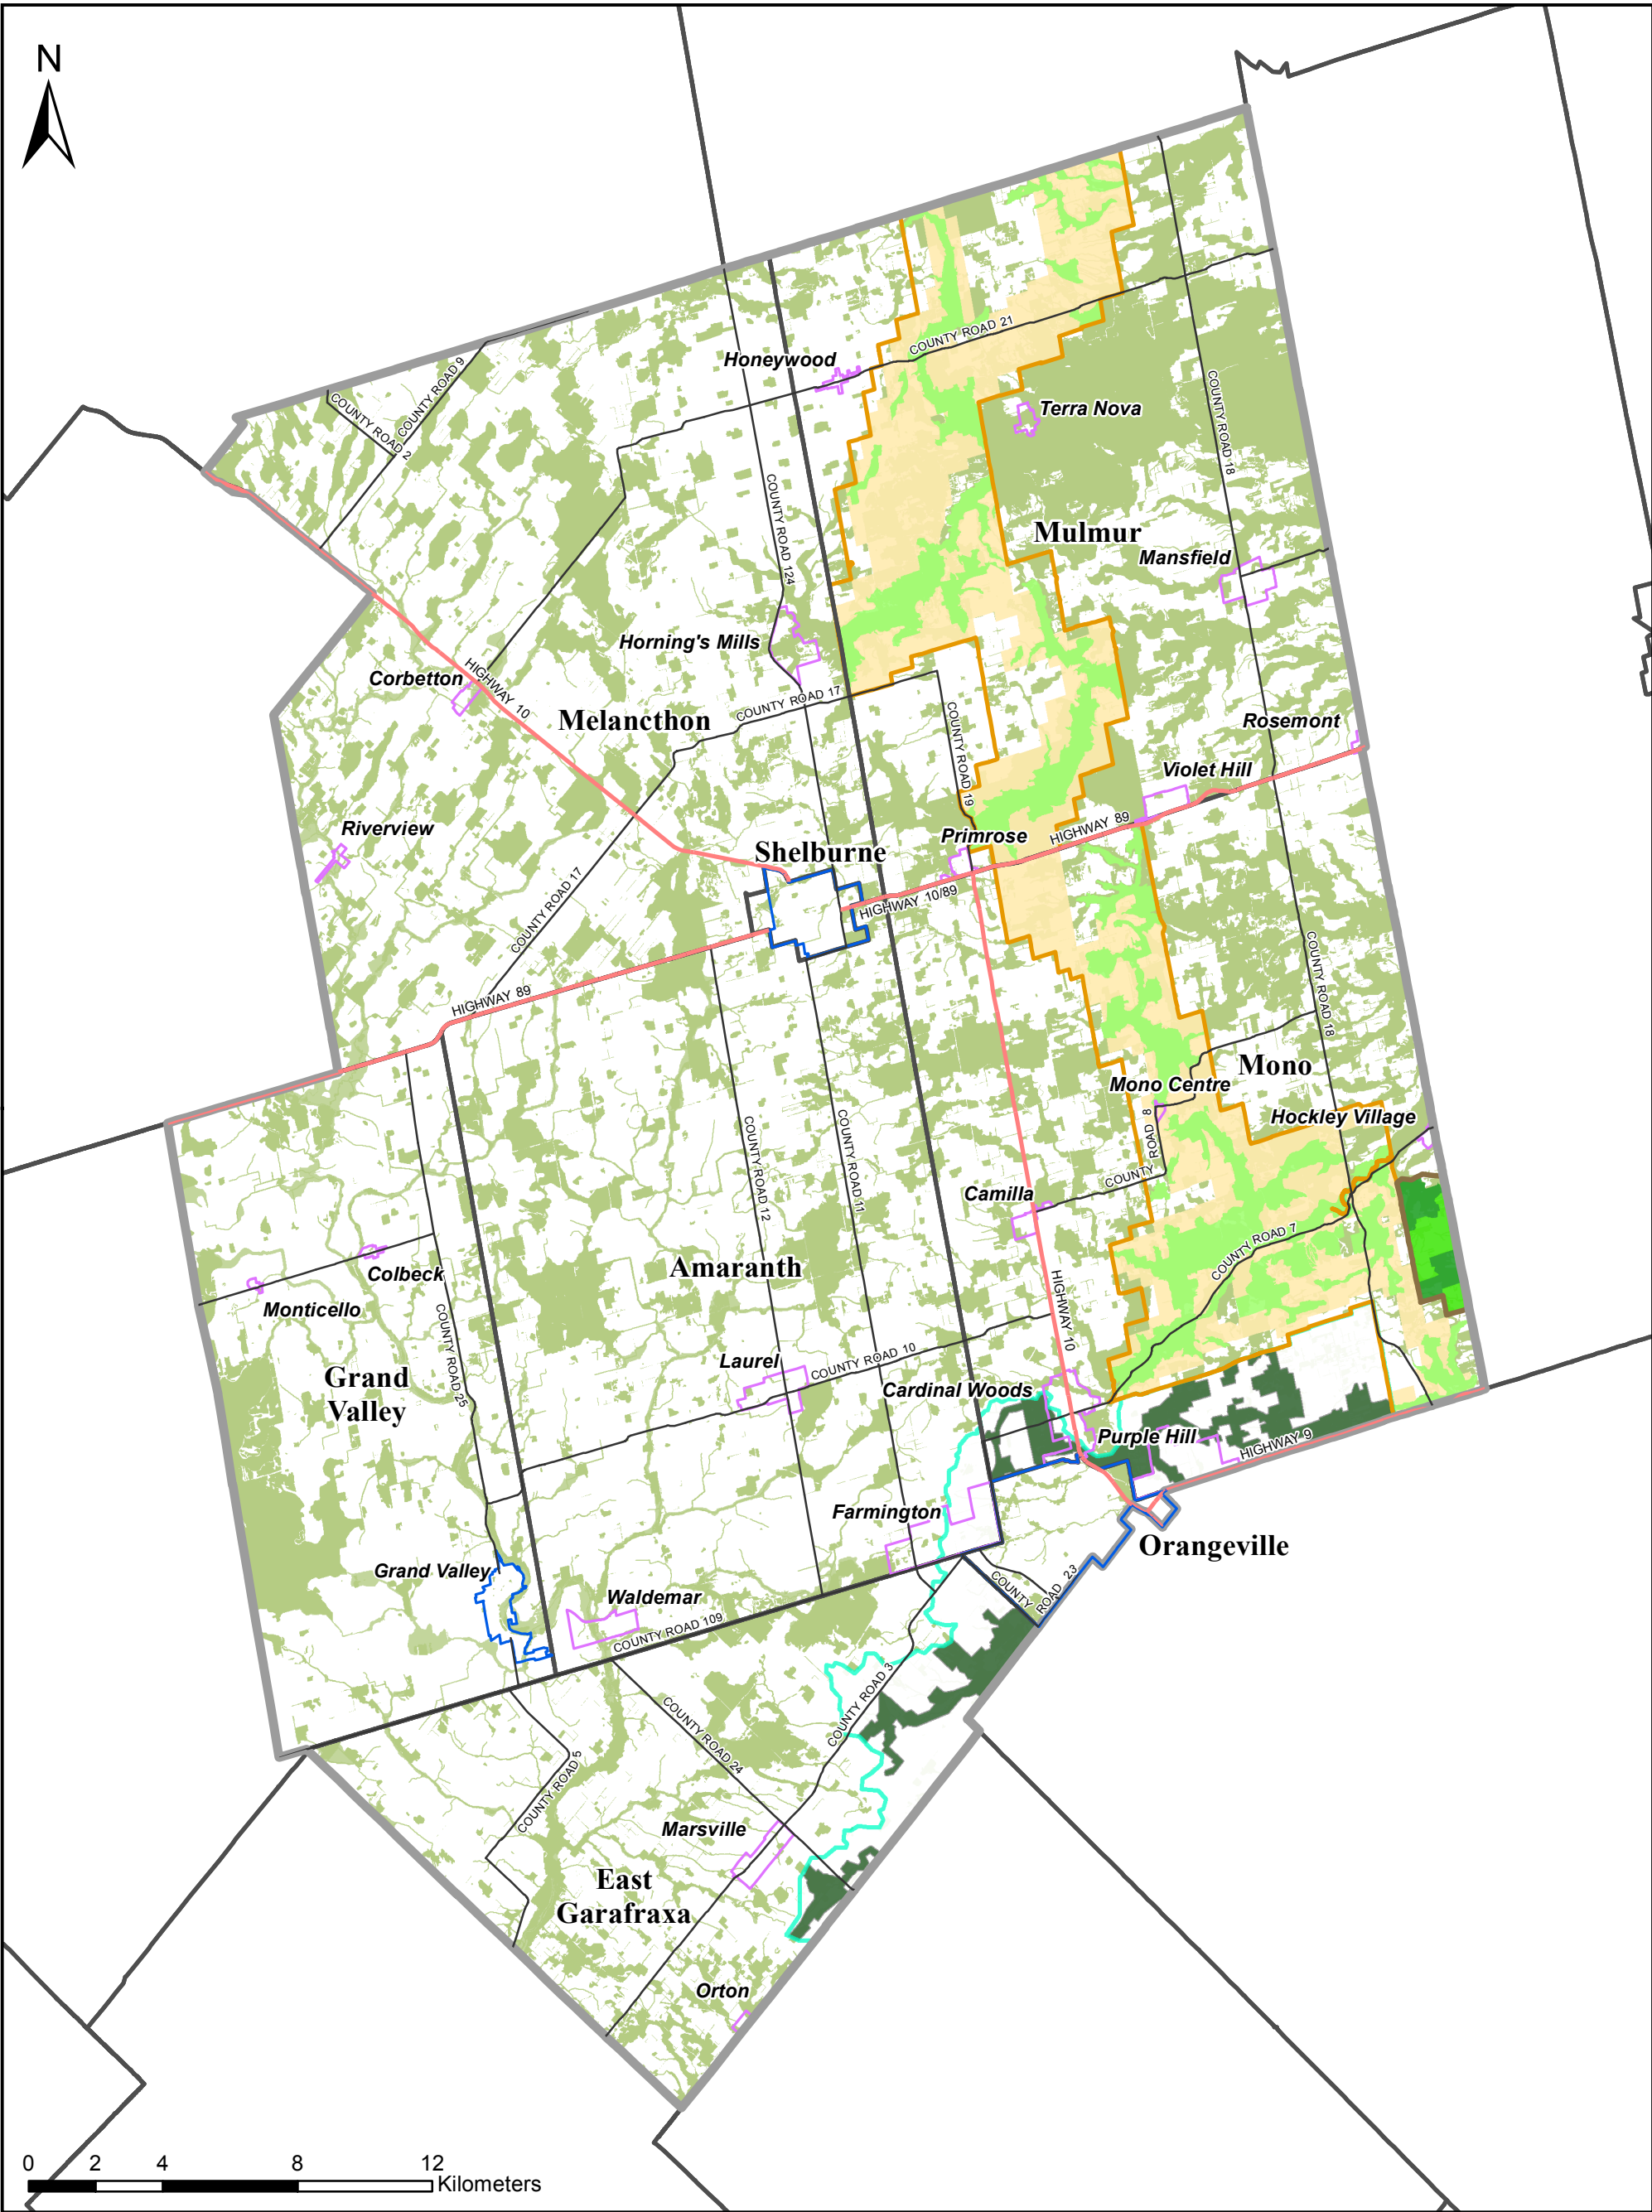 N
COUNTY ROAD 21
Honeywood
COUNTY ROAD 9
COUNTY ROAD 2
Terra Nova
COUNTY ROAD 18
COUNTY ROAD 124
Mulmur
Mansfield
Horning's Mills
Corbetton
HIGHWAY 10
Melancthon
COUNTY ROAD 17
COUNTY ROAD 19
Rosemont
Violet Hill
Riverview
Primrose
HIGHWAY 89
Shelburne
HIGHWAY 10/89
COUNTY ROAD 17
HIGHWAY 89
COUNTY ROAD 18
Mono
Mono Centre
Hockley Village
COUNTY ROAD 12
COUNTY ROAD 11
COUNTY
ROAD 8
Camilla
COUNTY ROAD 7
Colbeck
Monticello
Amaranth
HIGHWAY 10
COUNTY ROAD 25
Laurel
COUNTY ROAD 10
Grand
Valley
Cardinal Woods
Purple Hill
HIGHWAY 9
Farmington
Orangeville
Grand Valley
COUNTY ROAD 23
Waldemar
COUNTY ROAD 109
COUNTY ROAD 3
COUNTY ROAD 24
COUNTY ROAD 5
Marsville
East
Garafraxa
Orton
0 2 4 8 12
Kilometers